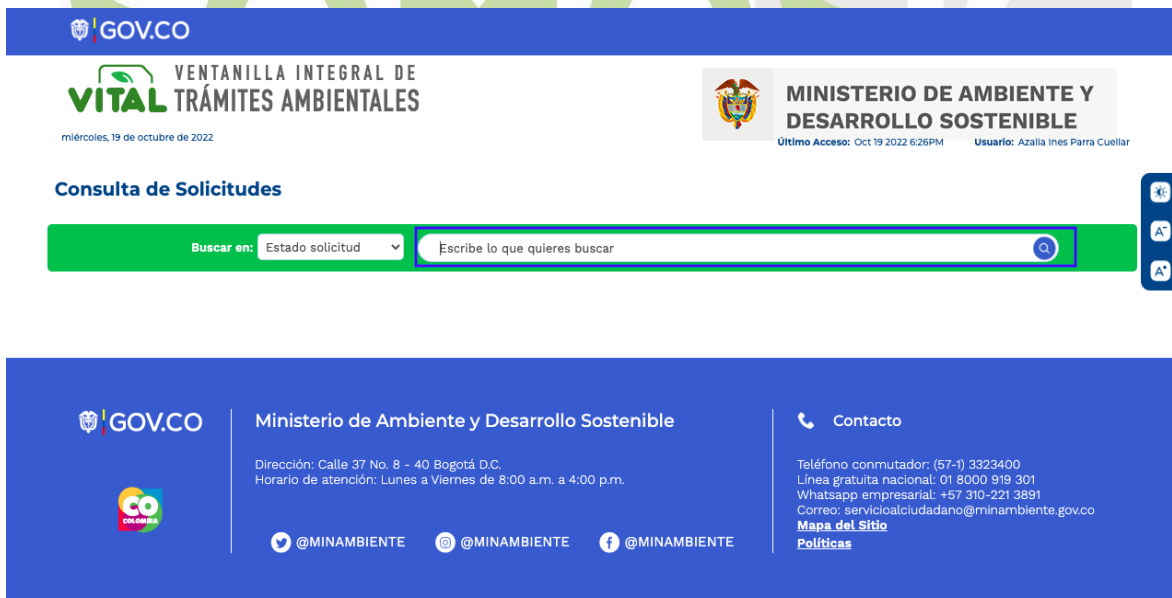 GOV.CO
VITAL
VENTANILLA INTEGRAL DE
TRÁMITES AMBIENTALES
MINISTERIO DE AMBIENTE Y
DESARROLLO SOSTENIBLE
miércoles, 19 de octubre de 2022
Último Acceso: Oct 19 2022 6:26PM Usuario: Azalia Ines Parra Cuellar
Consulta de Solicitudes
Buscar en: Estado solicitud Escribe lo que quieres buscar
A-
A+
GOV.CO
CO
COLOMBIA
Ministerio de Ambiente y Desarrollo Sostenible
Dirección: Calle 37 No. 8 - 40 Bogotá D.C.
Horario de atención: Lunes a Viernes de 8:00 a.m. a 4:00 p.m.
@MINAMBIENTE @MINAMBIENTE @MINAMBIENTE
Contacto
Teléfono conmutador: (57-1) 3323400
Línea gratuita nacional: 01 8000 919 301
Whatsapp empresarial: +57 310-221 3891
Correo: servicioalciudadano@minambiente.gov.co
Mapa del Sitio
Políticas